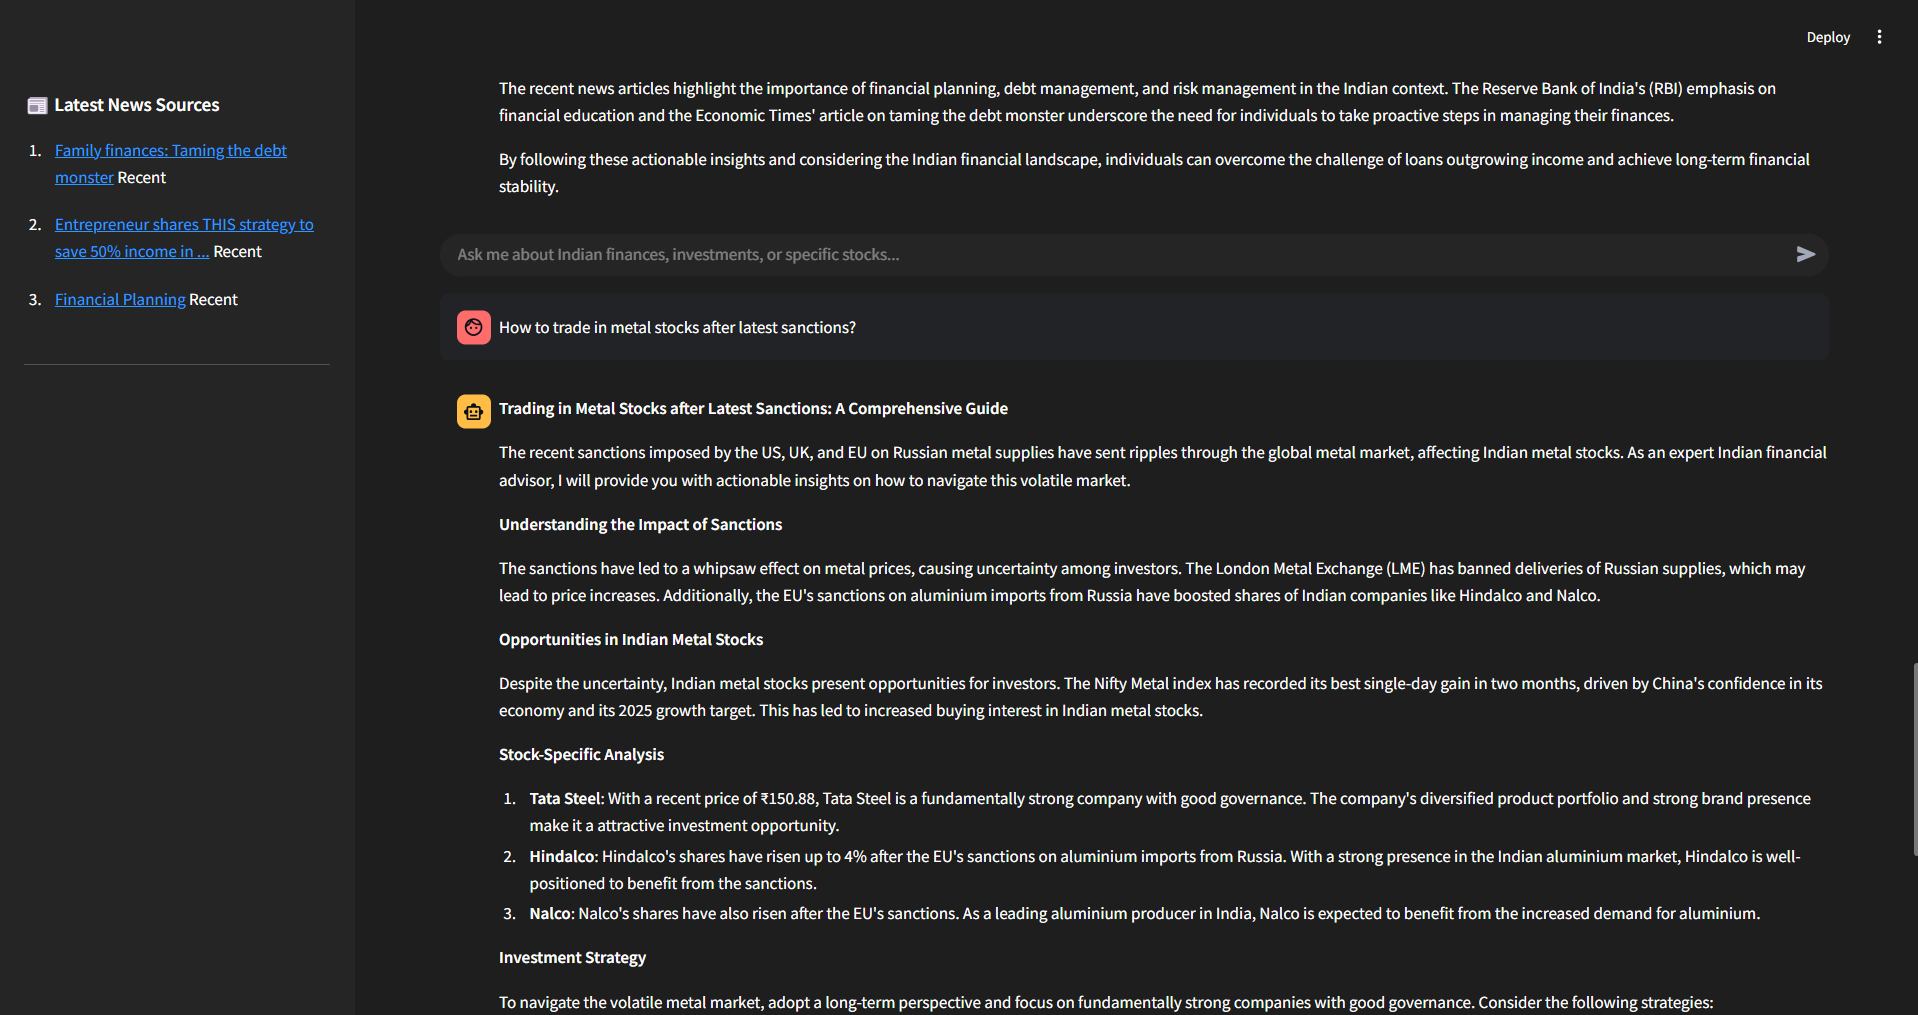 Deploy
Latest News Sources
1. Family finances: Taming the debt
monster Recent
2. Entrepreneur shares THIS strategy to
save 50% income in ... Recent
3. Financial Planning Recent
The recent news articles highlight the importance of financial planning, debt management, and risk management in the Indian context. The Reserve Bank of India's (RBI) emphasis on
financial education and the Economic Times' article on taming the debt monster underscore the need for individuals to take proactive steps in managing their finances.
By following these actionable insights and considering the Indian financial landscape, individuals can overcome the challenge of loans outgrowing income and achieve long-term financial
stability.
Ask me about Indian finances, investments, or specific stocks...
How to trade in metal stocks after latest sanctions?
Trading in Metal Stocks after Latest Sanctions: A Comprehensive Guide
The recent sanctions imposed by the US, UK, and EU on Russian metal supplies have sent ripples through the global metal market, affecting Indian metal stocks. As an expert Indian financial
advisor, I will provide you with actionable insights on how to navigate this volatile market.
Understanding the Impact of Sanctions
The sanctions have led to a whipsaw effect on metal prices, causing uncertainty among investors. The London Metal Exchange (LME) has banned deliveries of Russian supplies, which may
lead to price increases. Additionally, the EU's sanctions on aluminium imports from Russia have boosted shares of Indian companies like Hindalco and Nalco.
Opportunities in Indian Metal Stocks
Despite the uncertainty, Indian metal stocks present opportunities for investors. The Nifty Metal index has recorded its best single-day gain in two months, driven by China's confidence in its
economy and its 2025 growth target. This has led to increased buying interest in Indian metal stocks.
Stock-Specific Analysis
1. Tata Steel: With a recent price of ₹150.88, Tata Steel is a fundamentally strong company with good governance. The company's diversified product portfolio and strong brand presence
make it a attractive investment opportunity.
2. Hindalco: Hindalco's shares have risen up to 4% after the EU's sanctions on aluminium imports from Russia. With a strong presence in the Indian aluminium market, Hindalco is well-
positioned to benefit from the sanctions.
3. Nalco: Nalco's shares have also risen after the EU's sanctions. As a leading aluminium producer in India, Nalco is expected to benefit from the increased demand for aluminium.
Investment Strategy
To navigate the volatile metal market, adopt a long-term perspective and focus on fundamentally strong companies with good governance. Consider the following strategies: